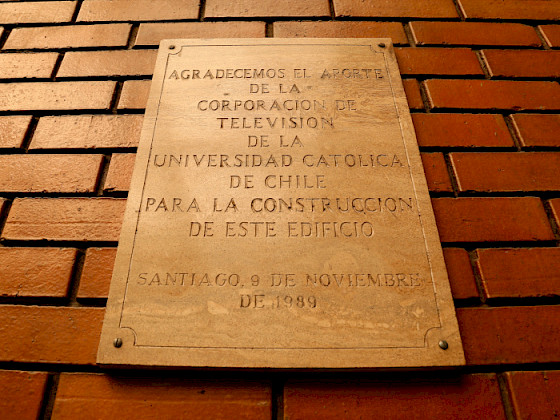 AGRADECEMOS EL APORTE
DE LA
CORPORACION DE
TELEVISION
DE LA
UNIVERSIDAD CATOLICA
DE CHILE
PARA LA CONSTRUCCION
DE ESTE EDIFICIO
SANTIAGO, 9 DE NOVIEMBRE
DE 1989